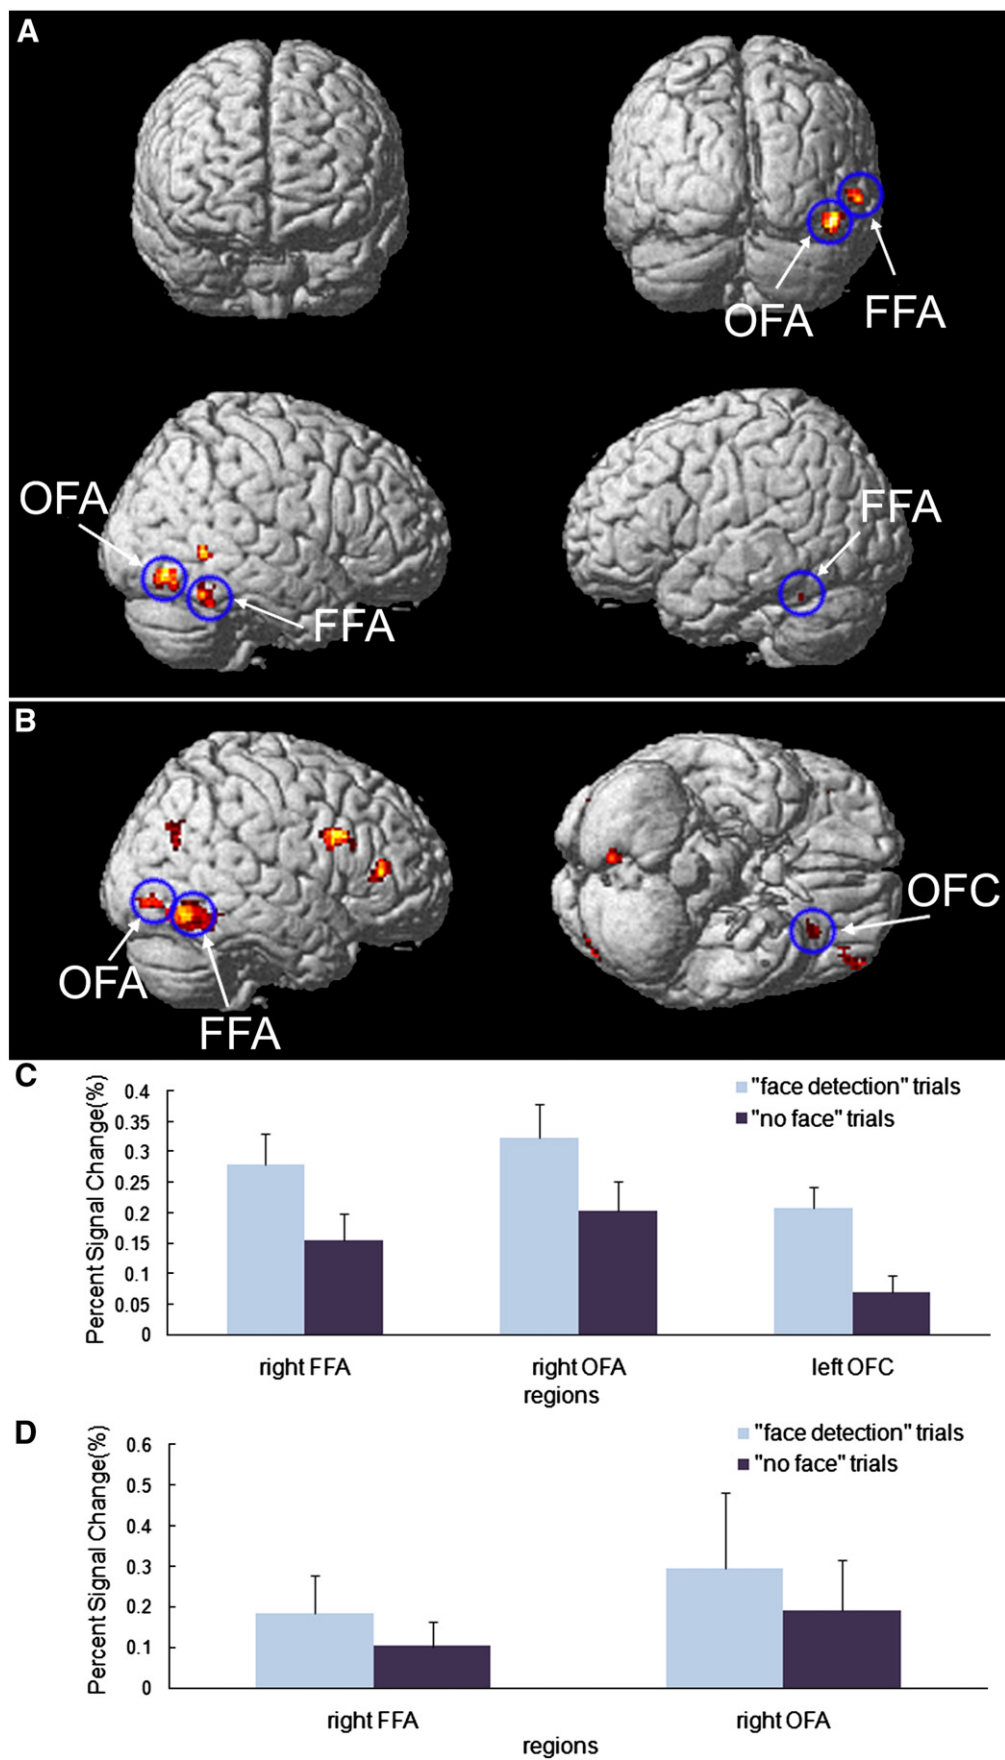 A
OFA
FFA
OFA
FFA
FFA
B
OFC
OFA
FFA
C
Percent Signal Change(%)
0.4
0.35
0.3
0.25
0.2
0.15
0.1
0.05
0
"face detection" trials
"no face" trials
right FFA
right OFA
left OFC
regions
D
Percent Signal Change(%)
0.6
0.5
0.4
0.3
0.2
0.1
0
"face detection" trials
"no face" trials
right FFA
right OFA
regions